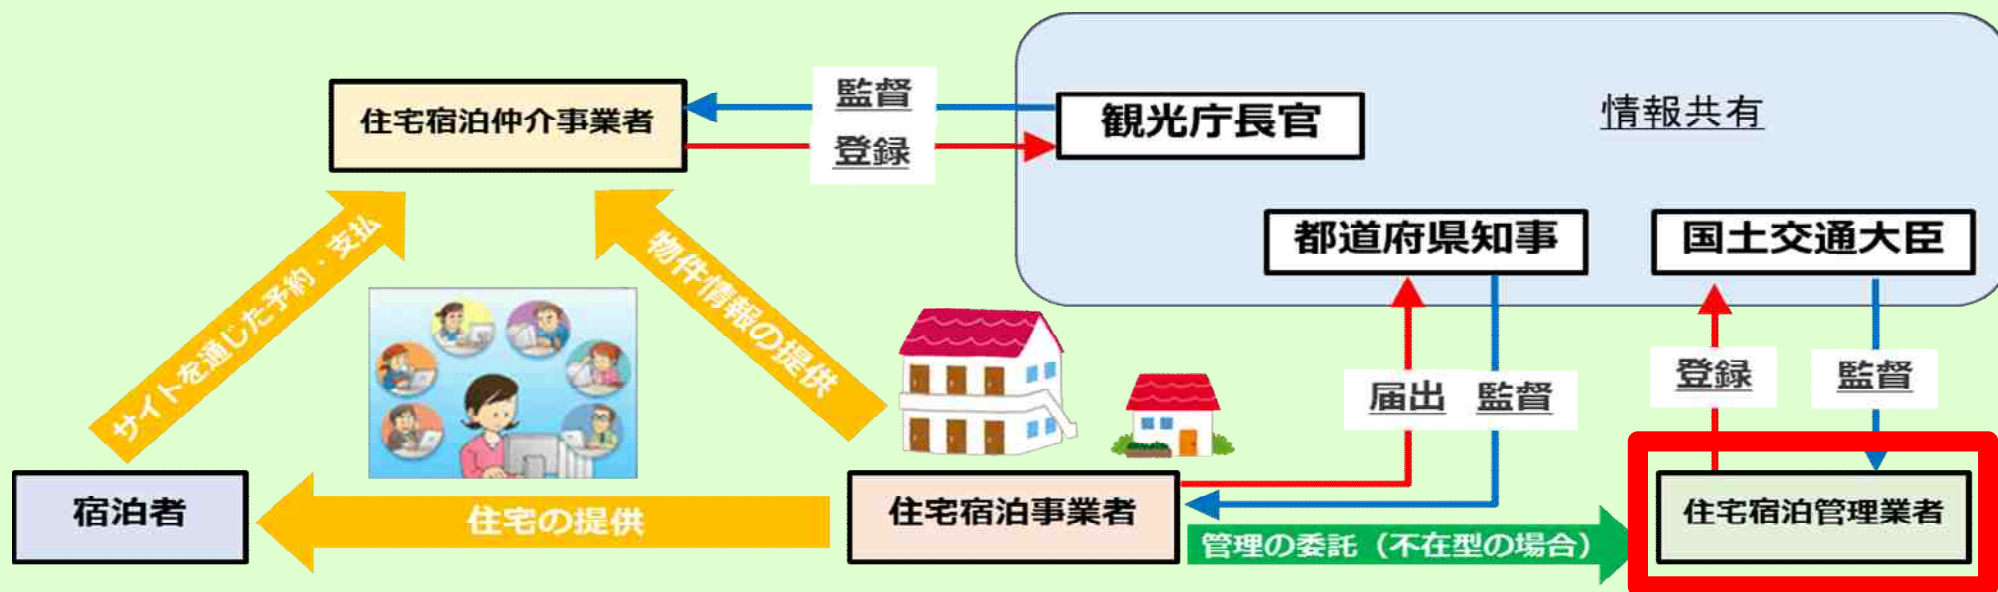 監督
住宅宿泊仲介事業者
観光庁長官
情報共有
登録
サイトを通じた予約・支払
物件情報の提供
都道府県知事
国土交通大臣
届出
監督
登録
監督
宿泊者
住宅の提供
住宅宿泊事業者
管理の委託（不在型の場合）
住宅宿泊管理業者